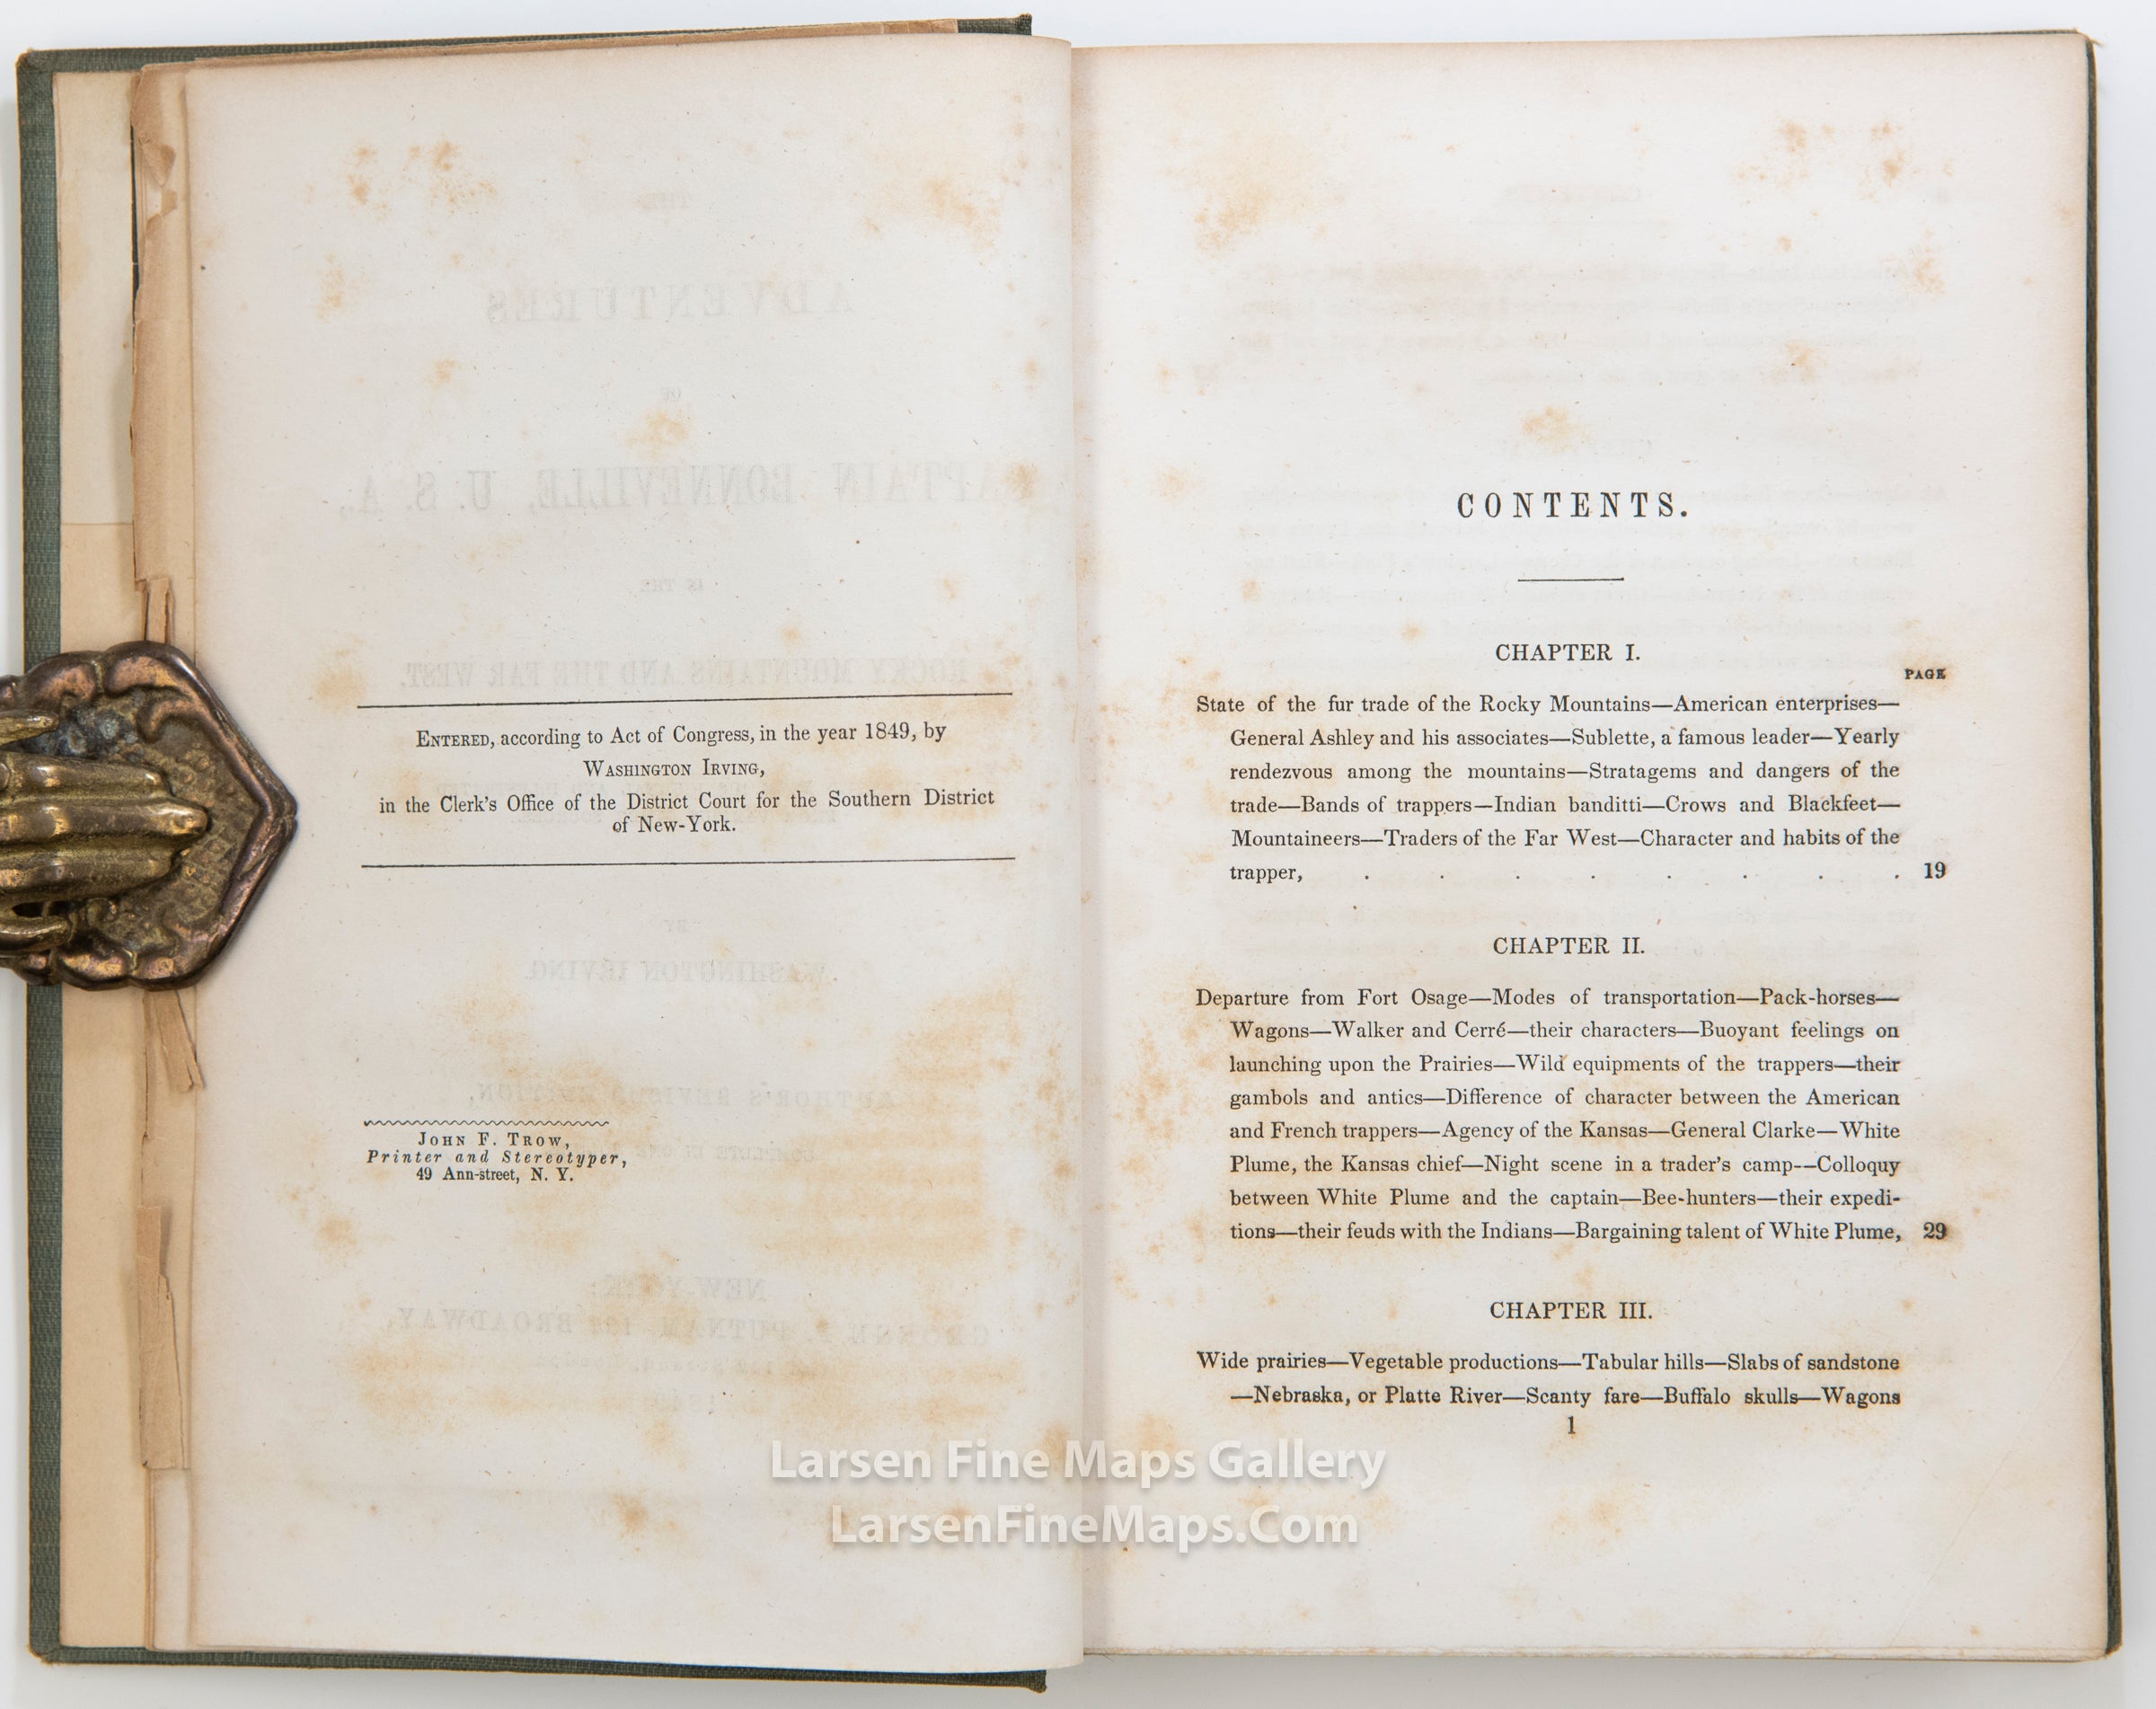 ENTERED, according to Act of Congress, in the year 1849, by
WASHINGTON IRVING,
in the Clerk's Office of the District Court for the Southern District
of New-York.
JOHN F. TROW,
Printer and Stereotyper,
49 Ann-street, N. Y.
CONTENTS.
CHAPTER I.
PAGE
State of the fur trade of the Rocky Mountains—American enterprises—
General Ashley and his associates—Sublette, a famous leader—Yearly
rendezvous among the mountains—Stratagems and dangers of the
trade—Bands of trappers—Indian banditti—Crows and Blackfeet—
Mountaineers—Traders of the Far West—Character and habits of the
trapper, . . . . . . . . 19
CHAPTER II.
Departure from Fort Osage—Modes of transportation—Pack-horses—
Wagons—Walker and Cerré—their characters—Buoyant feelings on
launching upon the Prairies—Wild equipments of the trappers—their
gambols and antics—Difference of character between the American
and French trappers—Agency of the Kansas—General Clarke—White
Plume, the Kansas chief—Night scene in a trader's camp--Colloquy
between White Plume and the captain—Bee-hunters—their expedi-
tions—their feuds with the Indians—Bargaining talent of White Plume, 29
CHAPTER III.
Wide prairies—Vegetable productions—Tabular hills—Slabs of sandstone
—Nebraska, or Platte River—Scanty fare—Buffalo skulls—Wagons
1
Larsen Fine Maps Gallery
LarsenFineMaps.Com